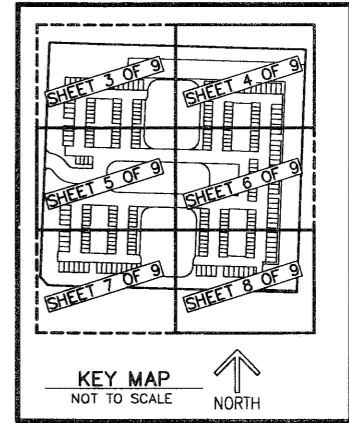 SHEET 3 OF 9
SHEET 4 OF 9
SHEET 5 OF 9
SHEET 6 OF 9
SHEET 7 OF 9
SHEET 8 OF 9
KEY MAP
NOT TO SCALE
NORTH